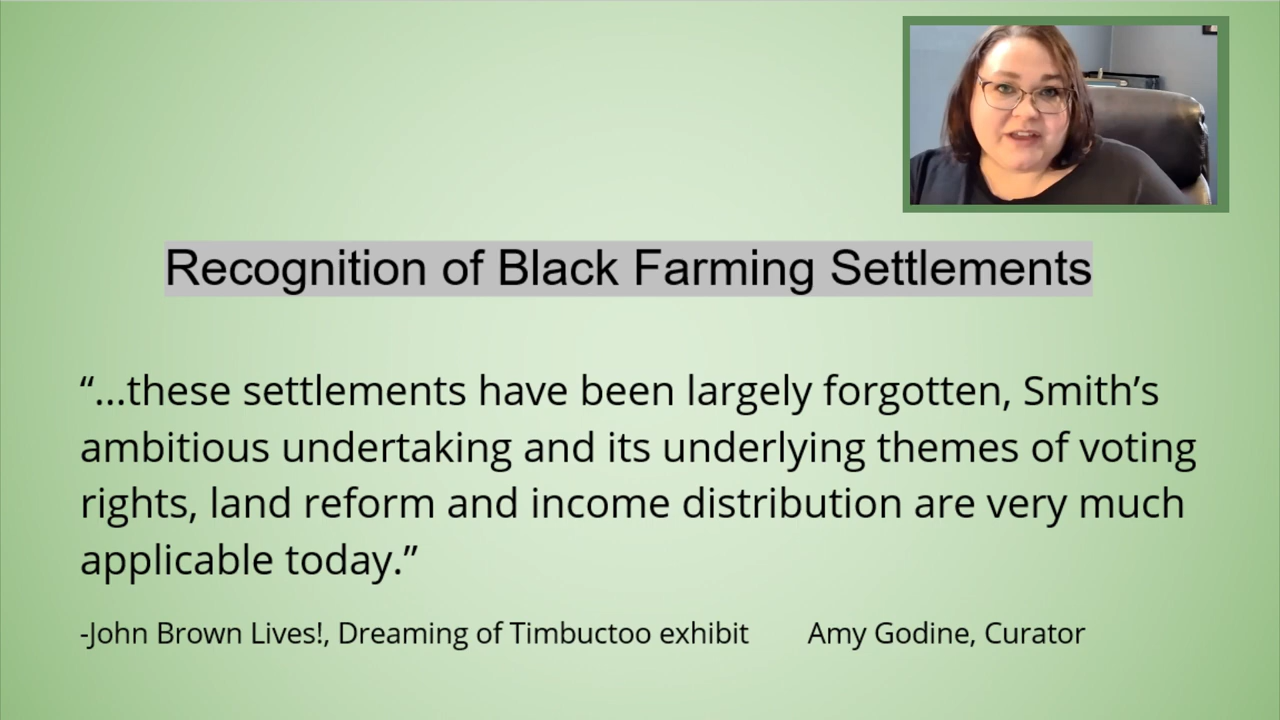 Recognition of Black Farming Settlements
“...these settlements have been largely forgotten, Smith’s
ambitious undertaking and its underlying themes of voting
rights, land reform and income distribution are very much
applicable today.”
-John Brown Lives!, Dreaming of Timbuctoo exhibit Amy Godine, Curator